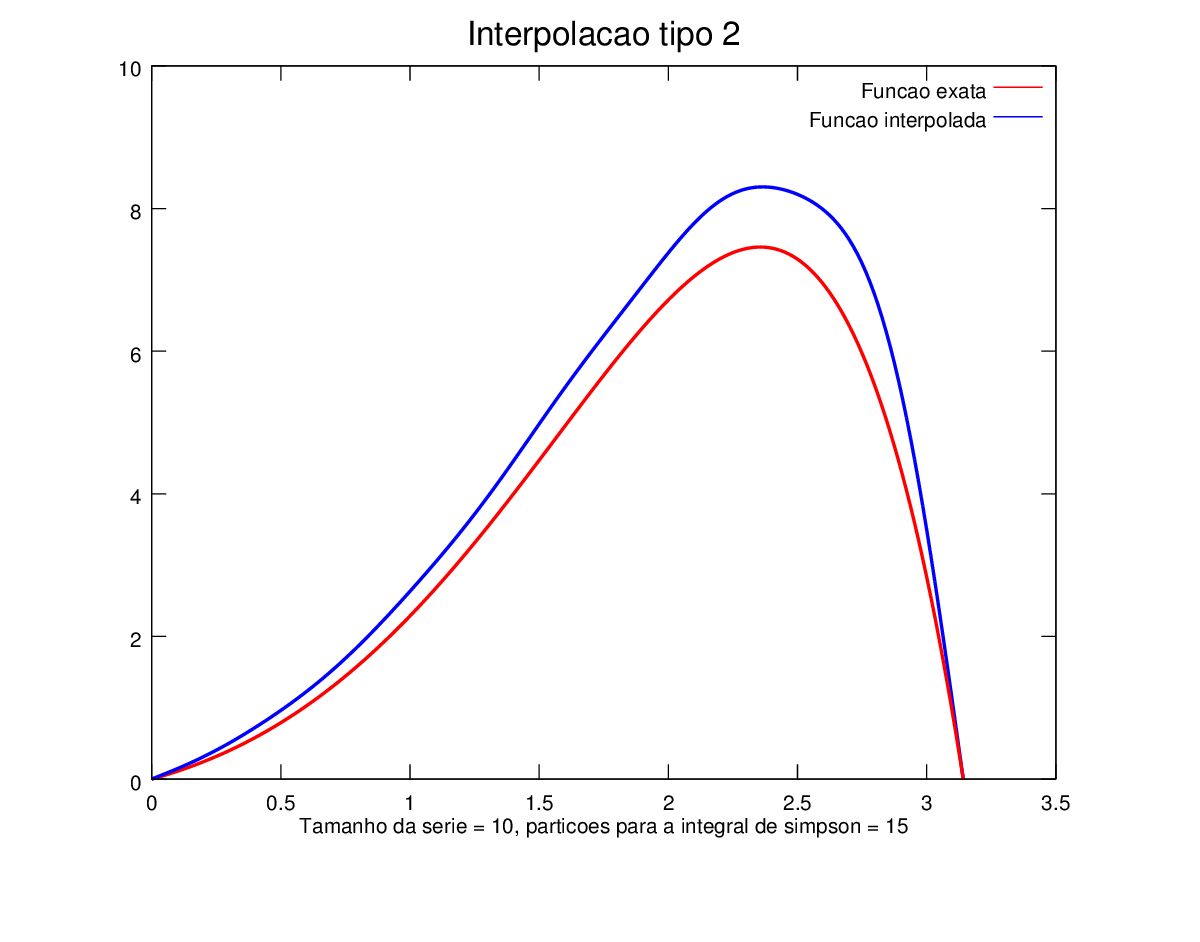 Interpolacao tipo 2
10
8
6
4
2
0
Funcao exata
Funcao interpolada
0 0.5 1 1.5 2 2.5 3 3.5
Tamanho da serie = 10, particoes para a integral de simpson = 15